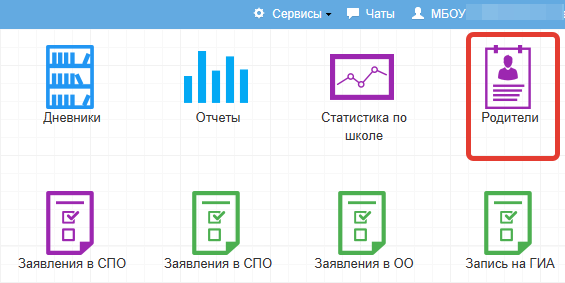 Сервисы Чаты МБОУ
Дневники Отчеты Статистика по школе Родители
Заявления в СПО Заявления в СПО Заявления в ОО Запись на ГИА